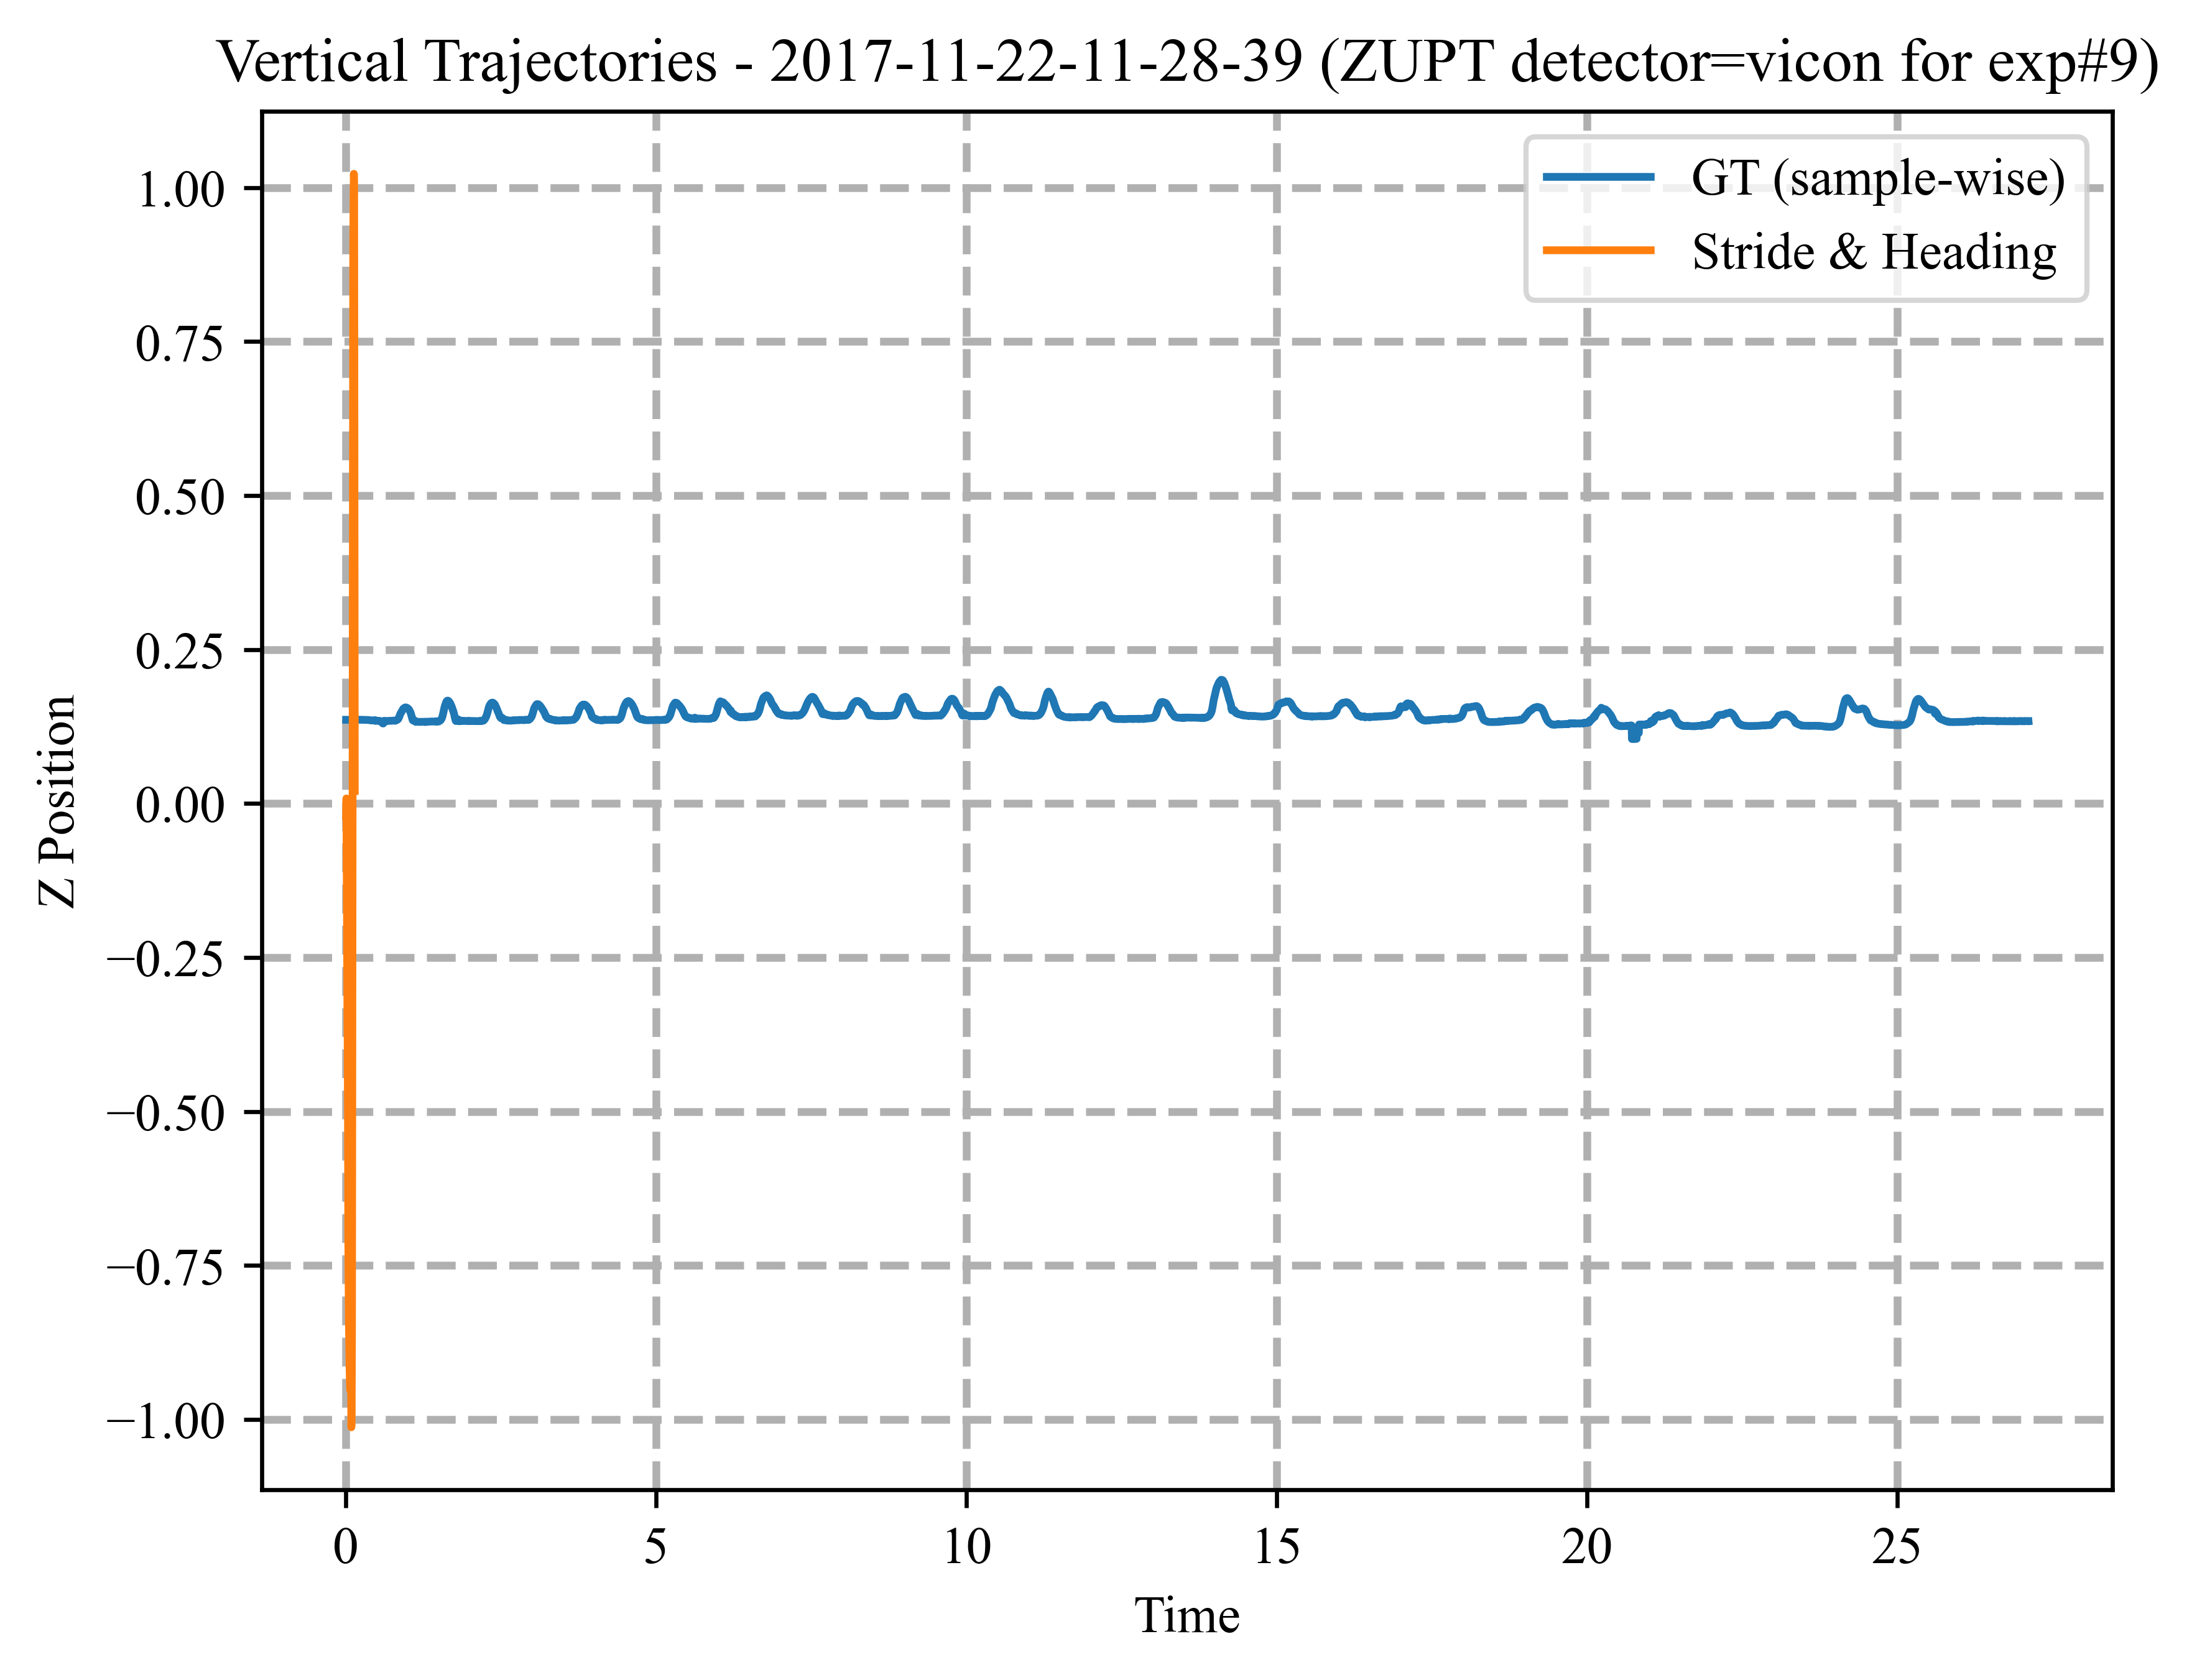 Vertical Trajectories - 2017-11-22-11-28-39 (ZUPT detector=vicon for exp#9)
GT (sample-wise)
Stride & Heading
1.00
0.75
0.50
0.25
0.00
−0.25
−0.50
−0.75
−1.00
Z Position
0 5 10 15 20 25
Time